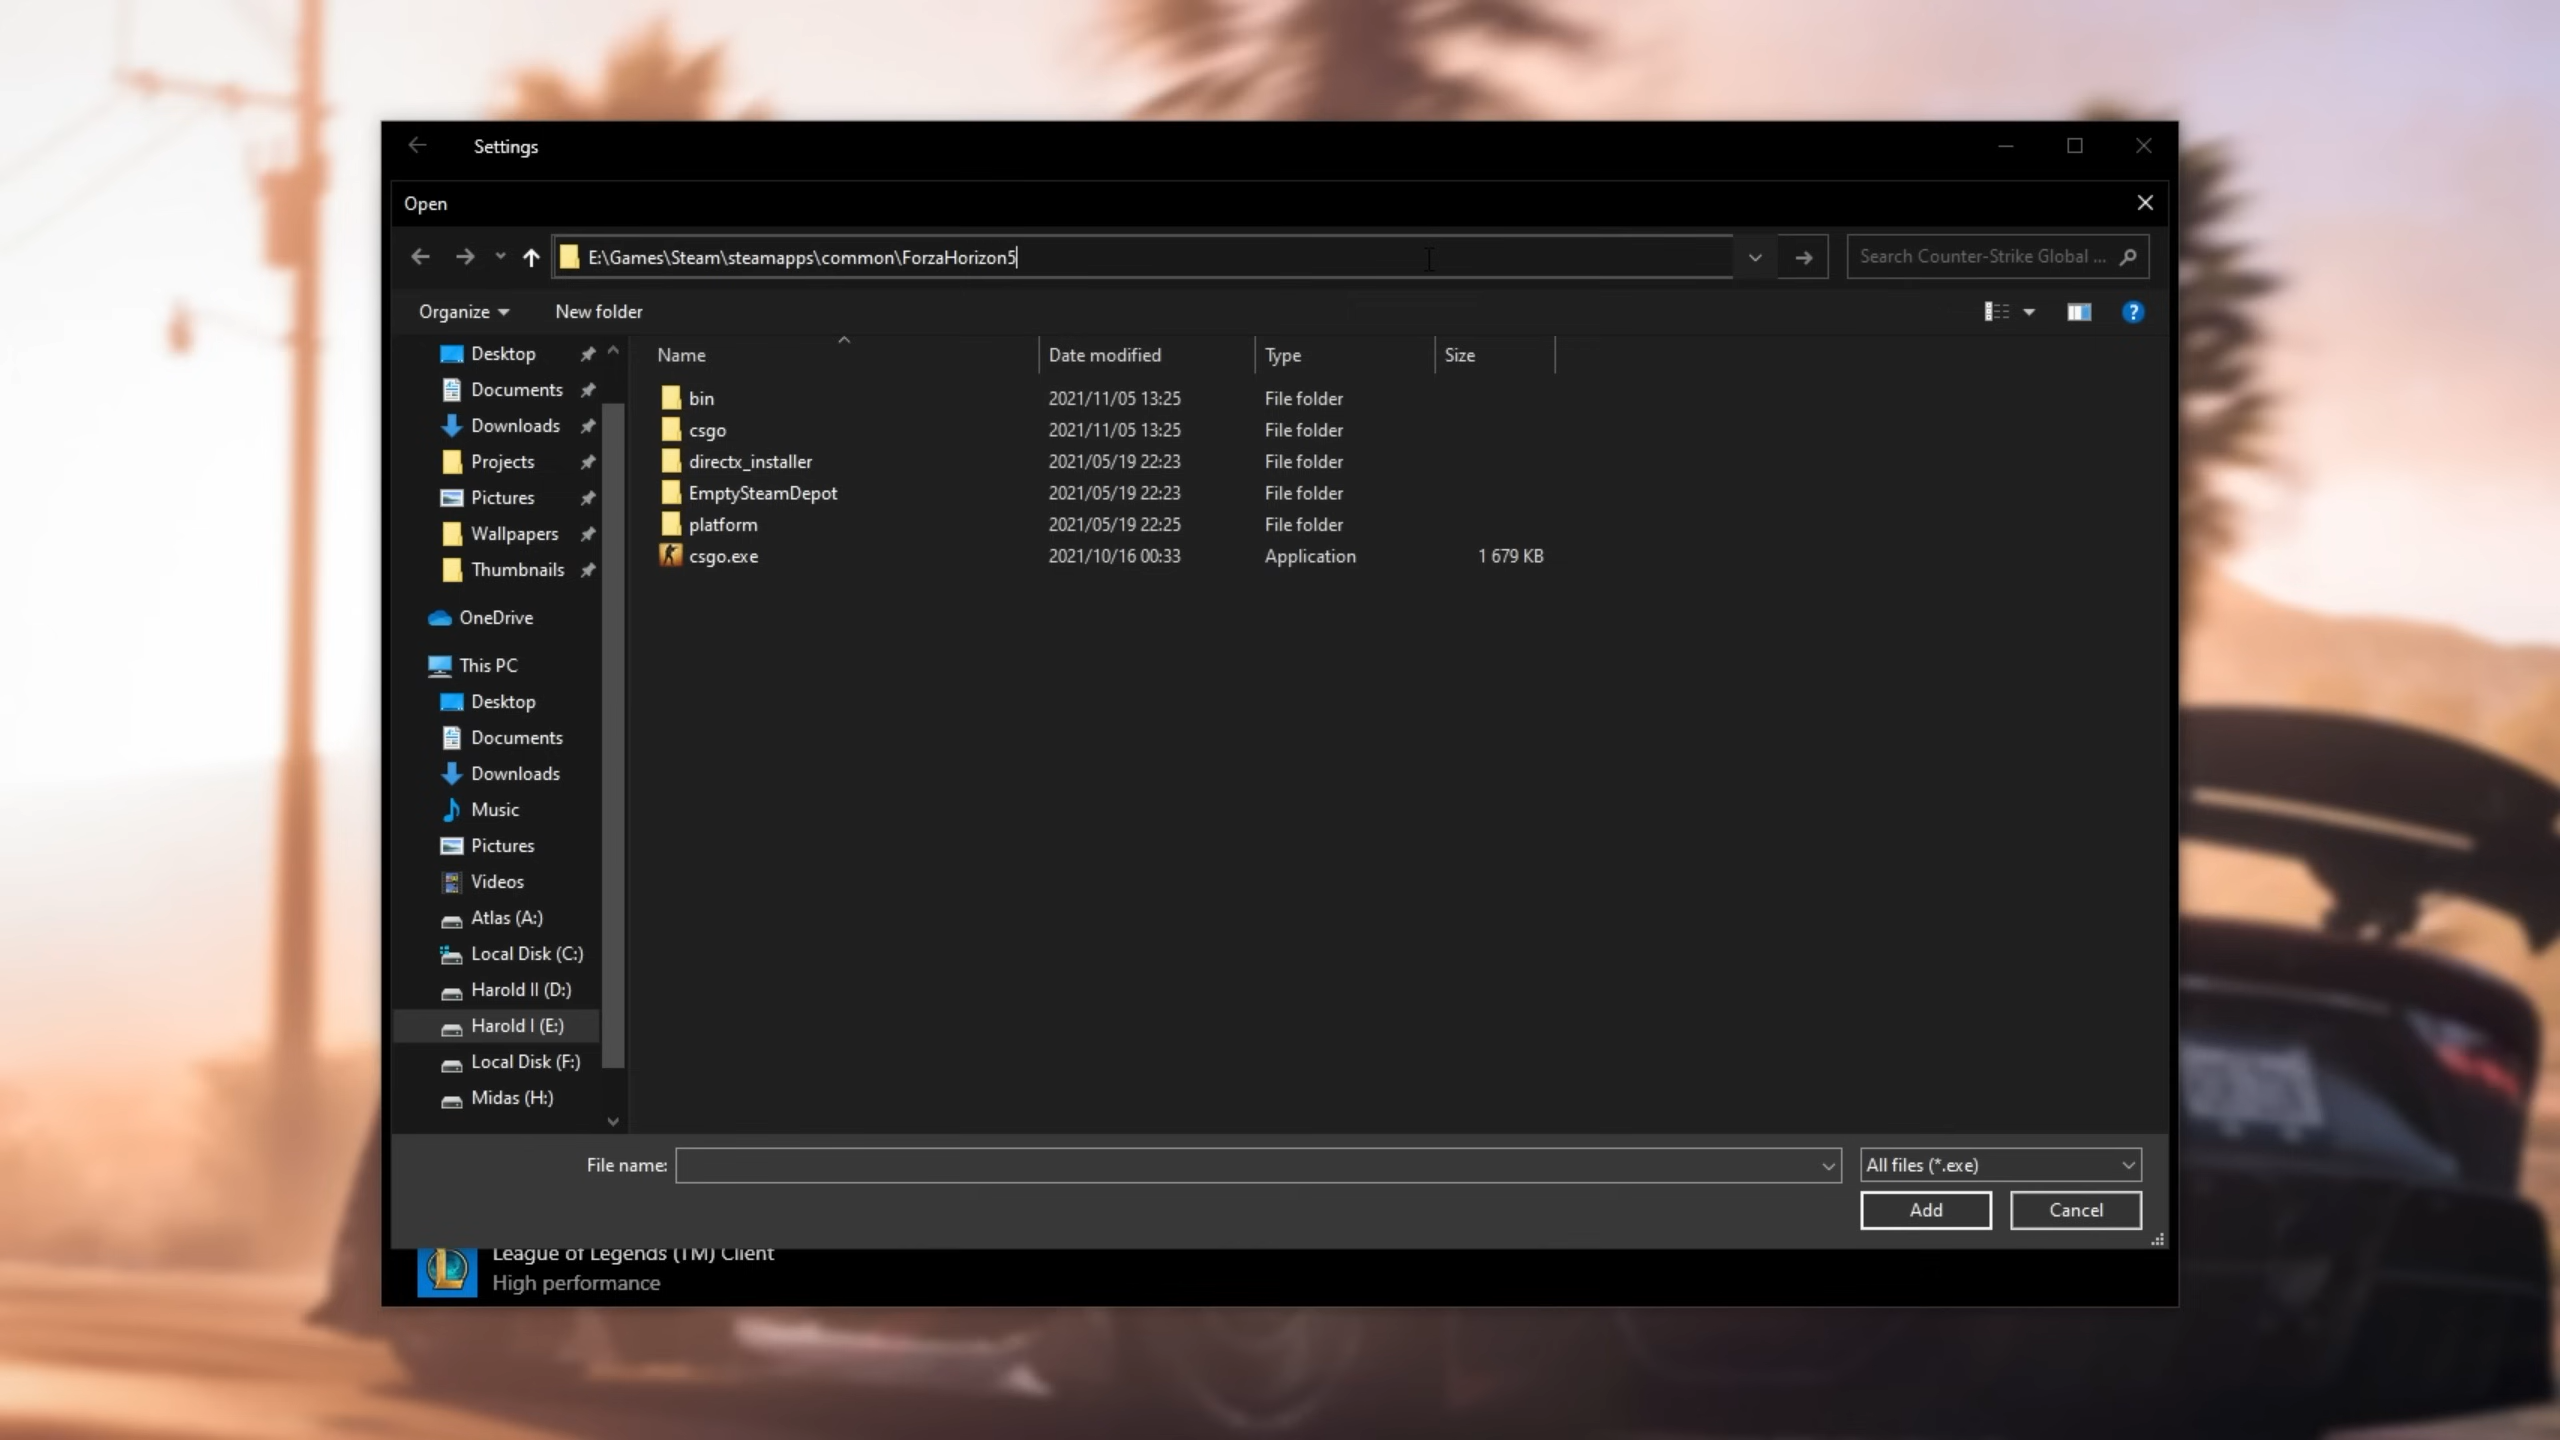 Settings
Open
E:\Games\Steam\steamapps\common\ForzaHorizon5
Search Counter-Strike Global ...
Organize
New folder
?
Name
Date modified
Type
Size
Desktop
Documents
Downloads
Projects
Pictures
Wallpapers
Thumbnails
OneDrive
This PC
Desktop
Documents
Downloads
Music
Pictures
Videos
Atlas (A:)
Local Disk (C:)
Harold II (D:)
Harold I (E:)
Local Disk (F:)
Midas (H:)
bin 2021/11/05 13:25 File folder
csgo 2021/11/05 13:25 File folder
directx_installer 2021/05/19 22:23 File folder
EmptySteamDepot 2021/05/19 22:23 File folder
platform 2021/05/19 22:25 File folder
csgo.exe 2021/10/16 00:33 Application 1 679 KB
File name:
All files (*.exe)
Add
Cancel
League of Legends (TM) Client
High performance